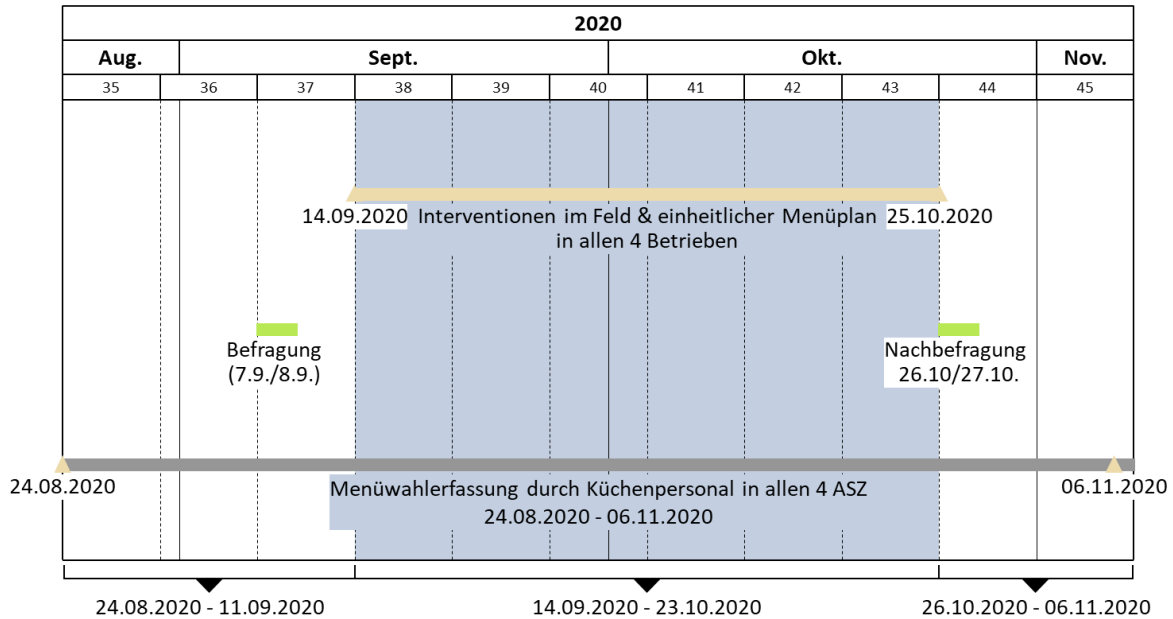 2020
Aug. Sept. Okt. Nov.
35 36 37 38 39 40 41 42 43 44 45
14.09.2020 Interventionen im Feld & einheitlicher Menüplan 25.10.2020
in allen 4 Betrieben
Befragung
(7.9./8.9.)
Nachbefragung
26.10/27.10.
24.08.2020
Menüwahlerfassung durch Küchenpersonal in allen 4 ASZ
24.08.2020 - 06.11.2020
06.11.2020
24.08.2020 - 11.09.2020 14.09.2020 - 23.10.2020 26.10.2020 - 06.11.2020